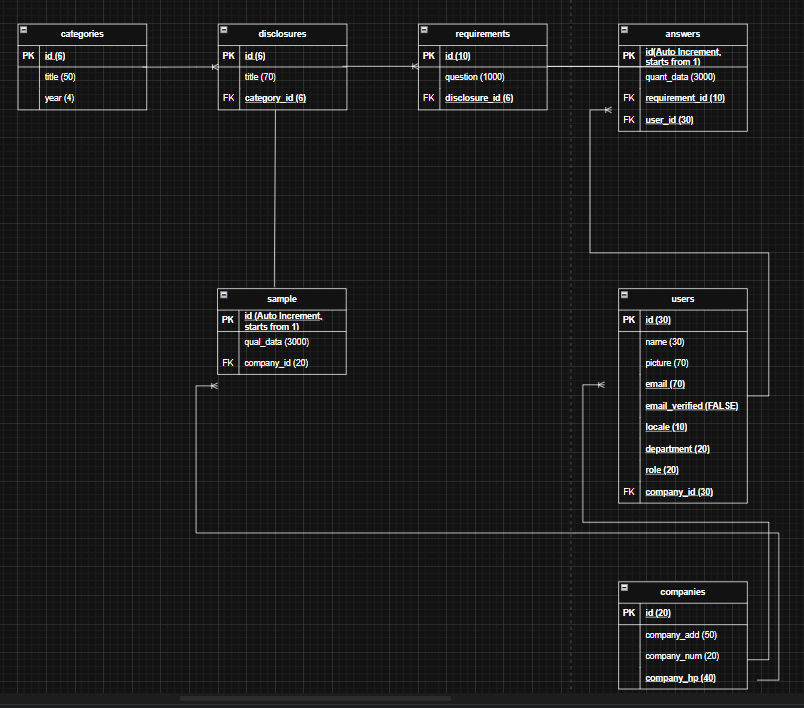 categories
PK id (6)
title (50)
year (4)
disclosures
PK id (6)
title (70)
FK category_id (6)
requirements
PK id (10)
question (1000)
FK disclosure_id (6)
answers
PK id(Auto Increment,
starts from 1)
quant_data (3000)
FK requirement_id (10)
FK user_id (30)
sample
PK id (Auto Increment,
starts from 1)
qual_data (3000)
FK company_id (20)
users
PK id (30)
name (30)
picture (70)
email (70)
email_verified (FALSE)
locale (10)
department (20)
role (20)
FK company_id (30)
companies
PK id (20)
company_add (50)
company_num (20)
company_hp (40)